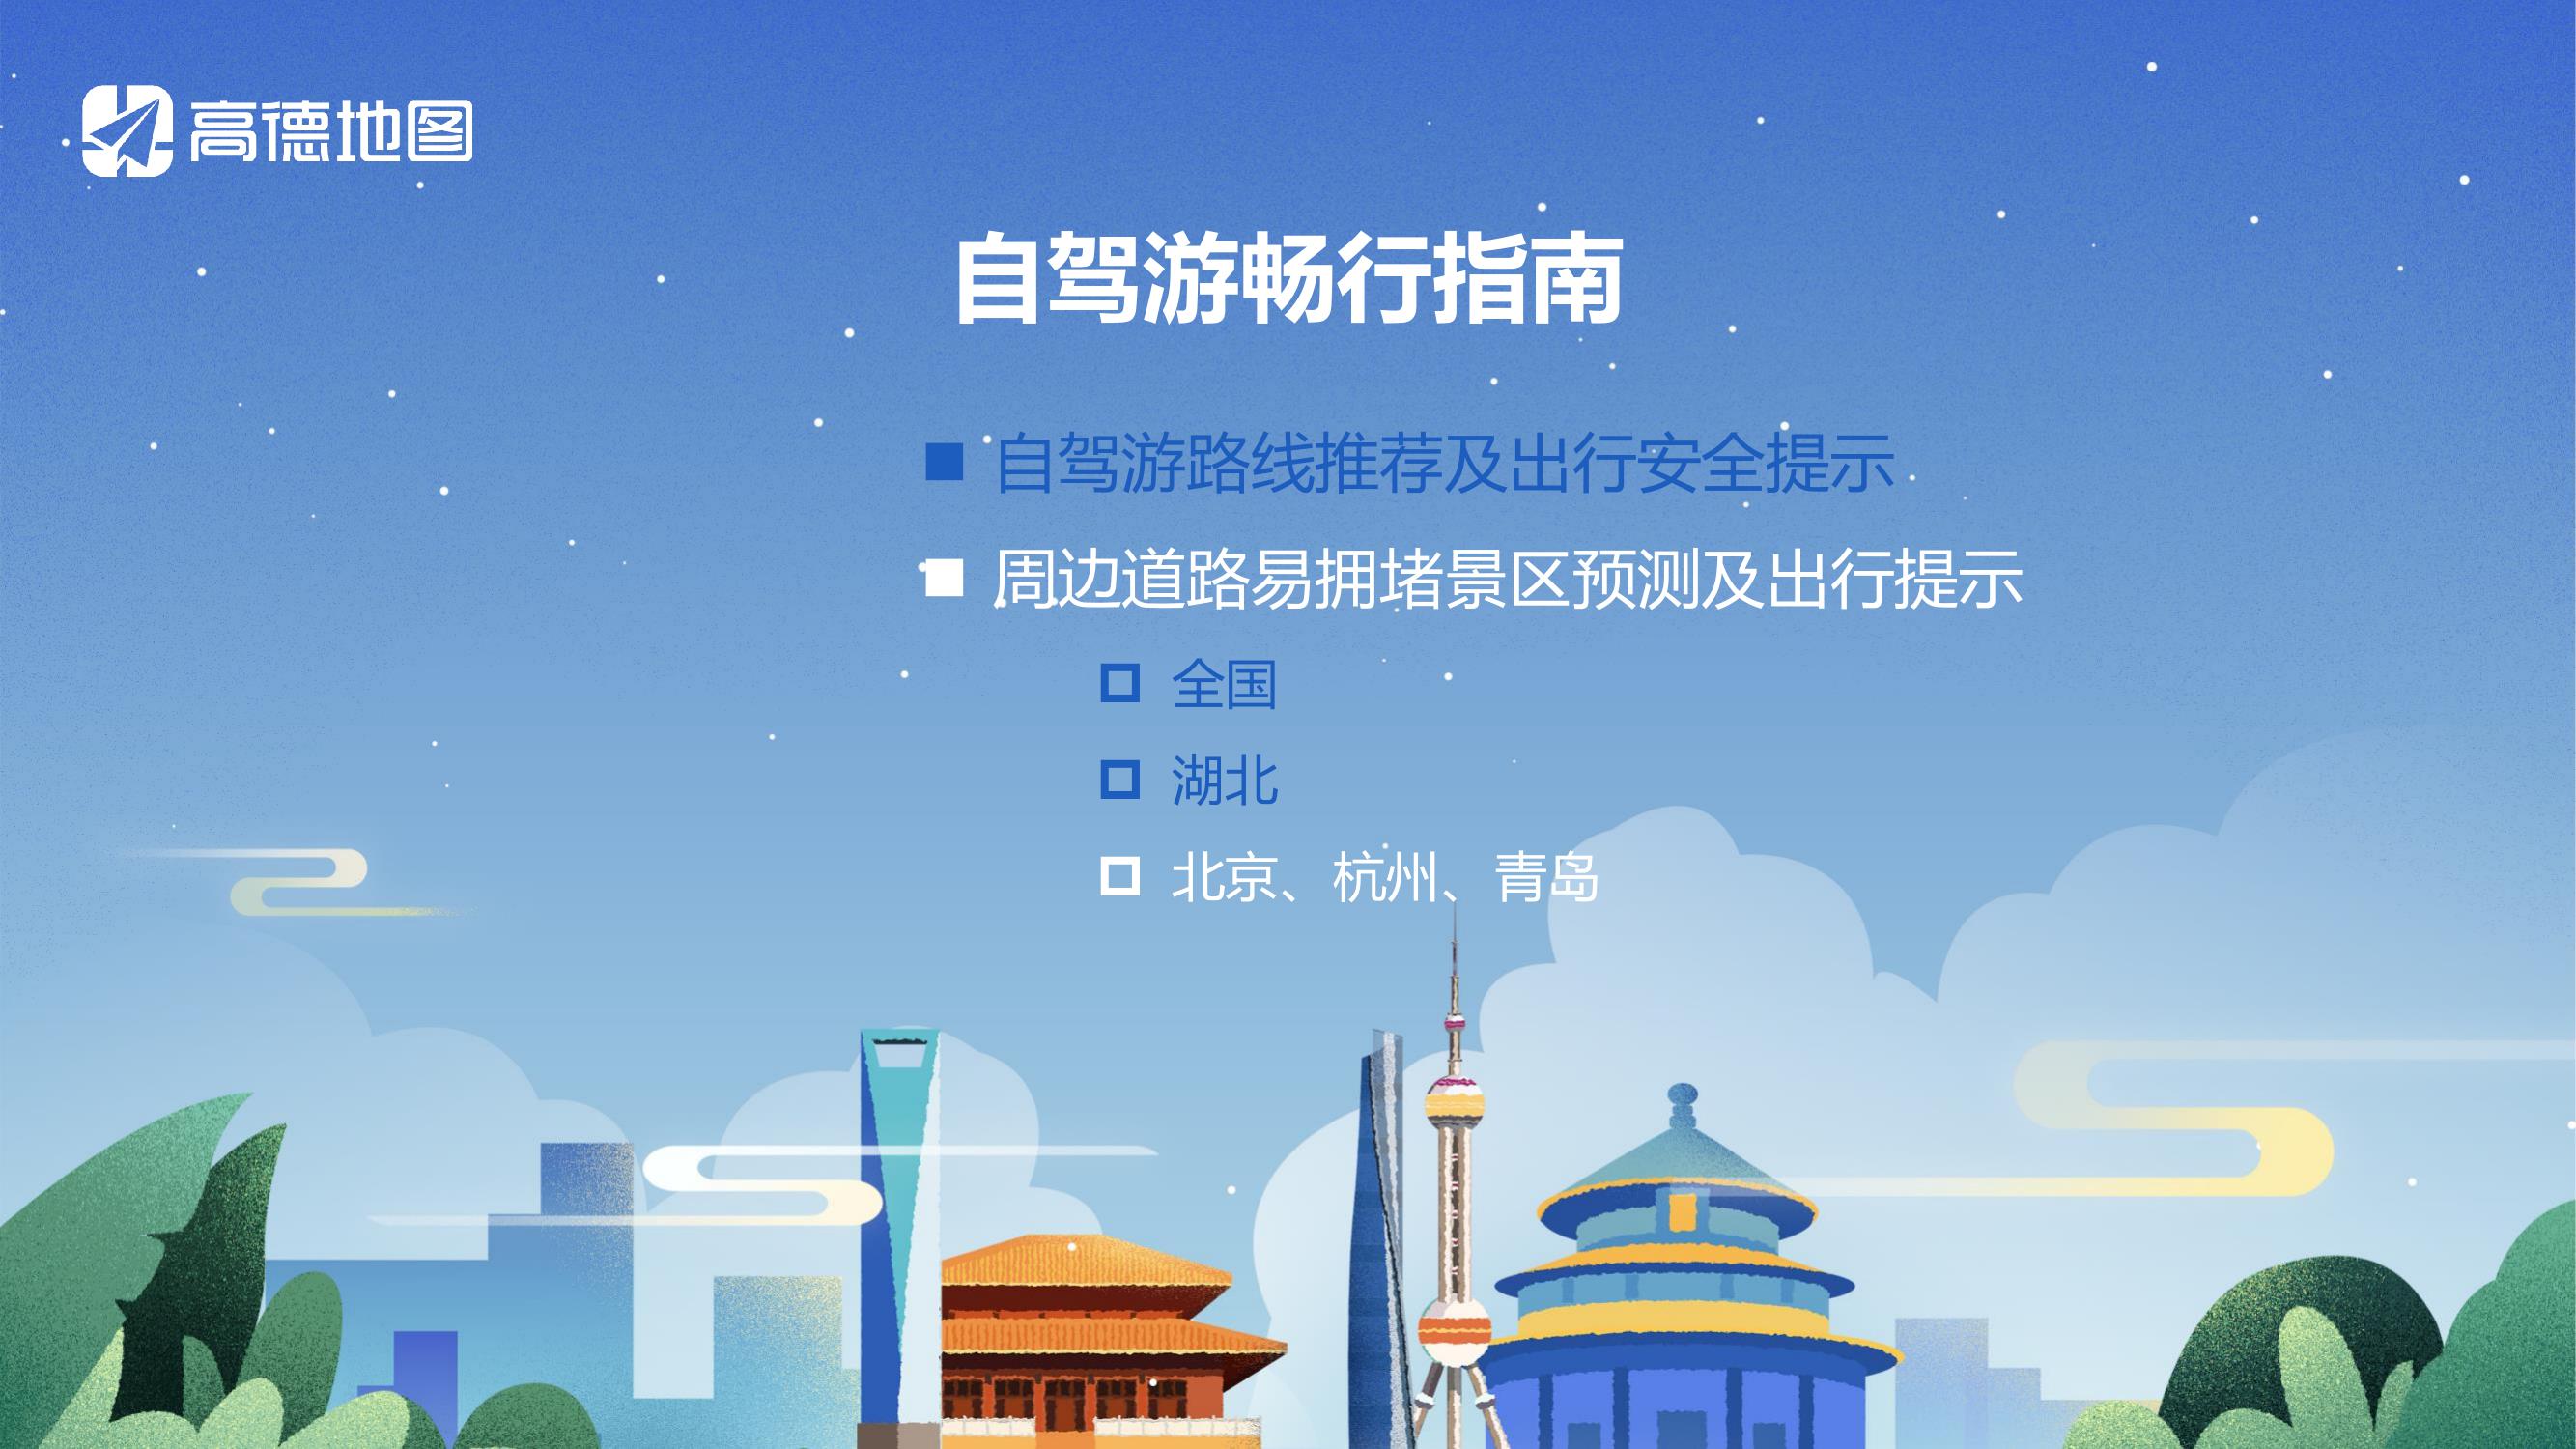 高德地图
自驾游畅行指南
自驾游路线推荐及出行安全提示
周边道路易拥堵景区预测及出行提示
全国
湖北
北京、杭州、青岛